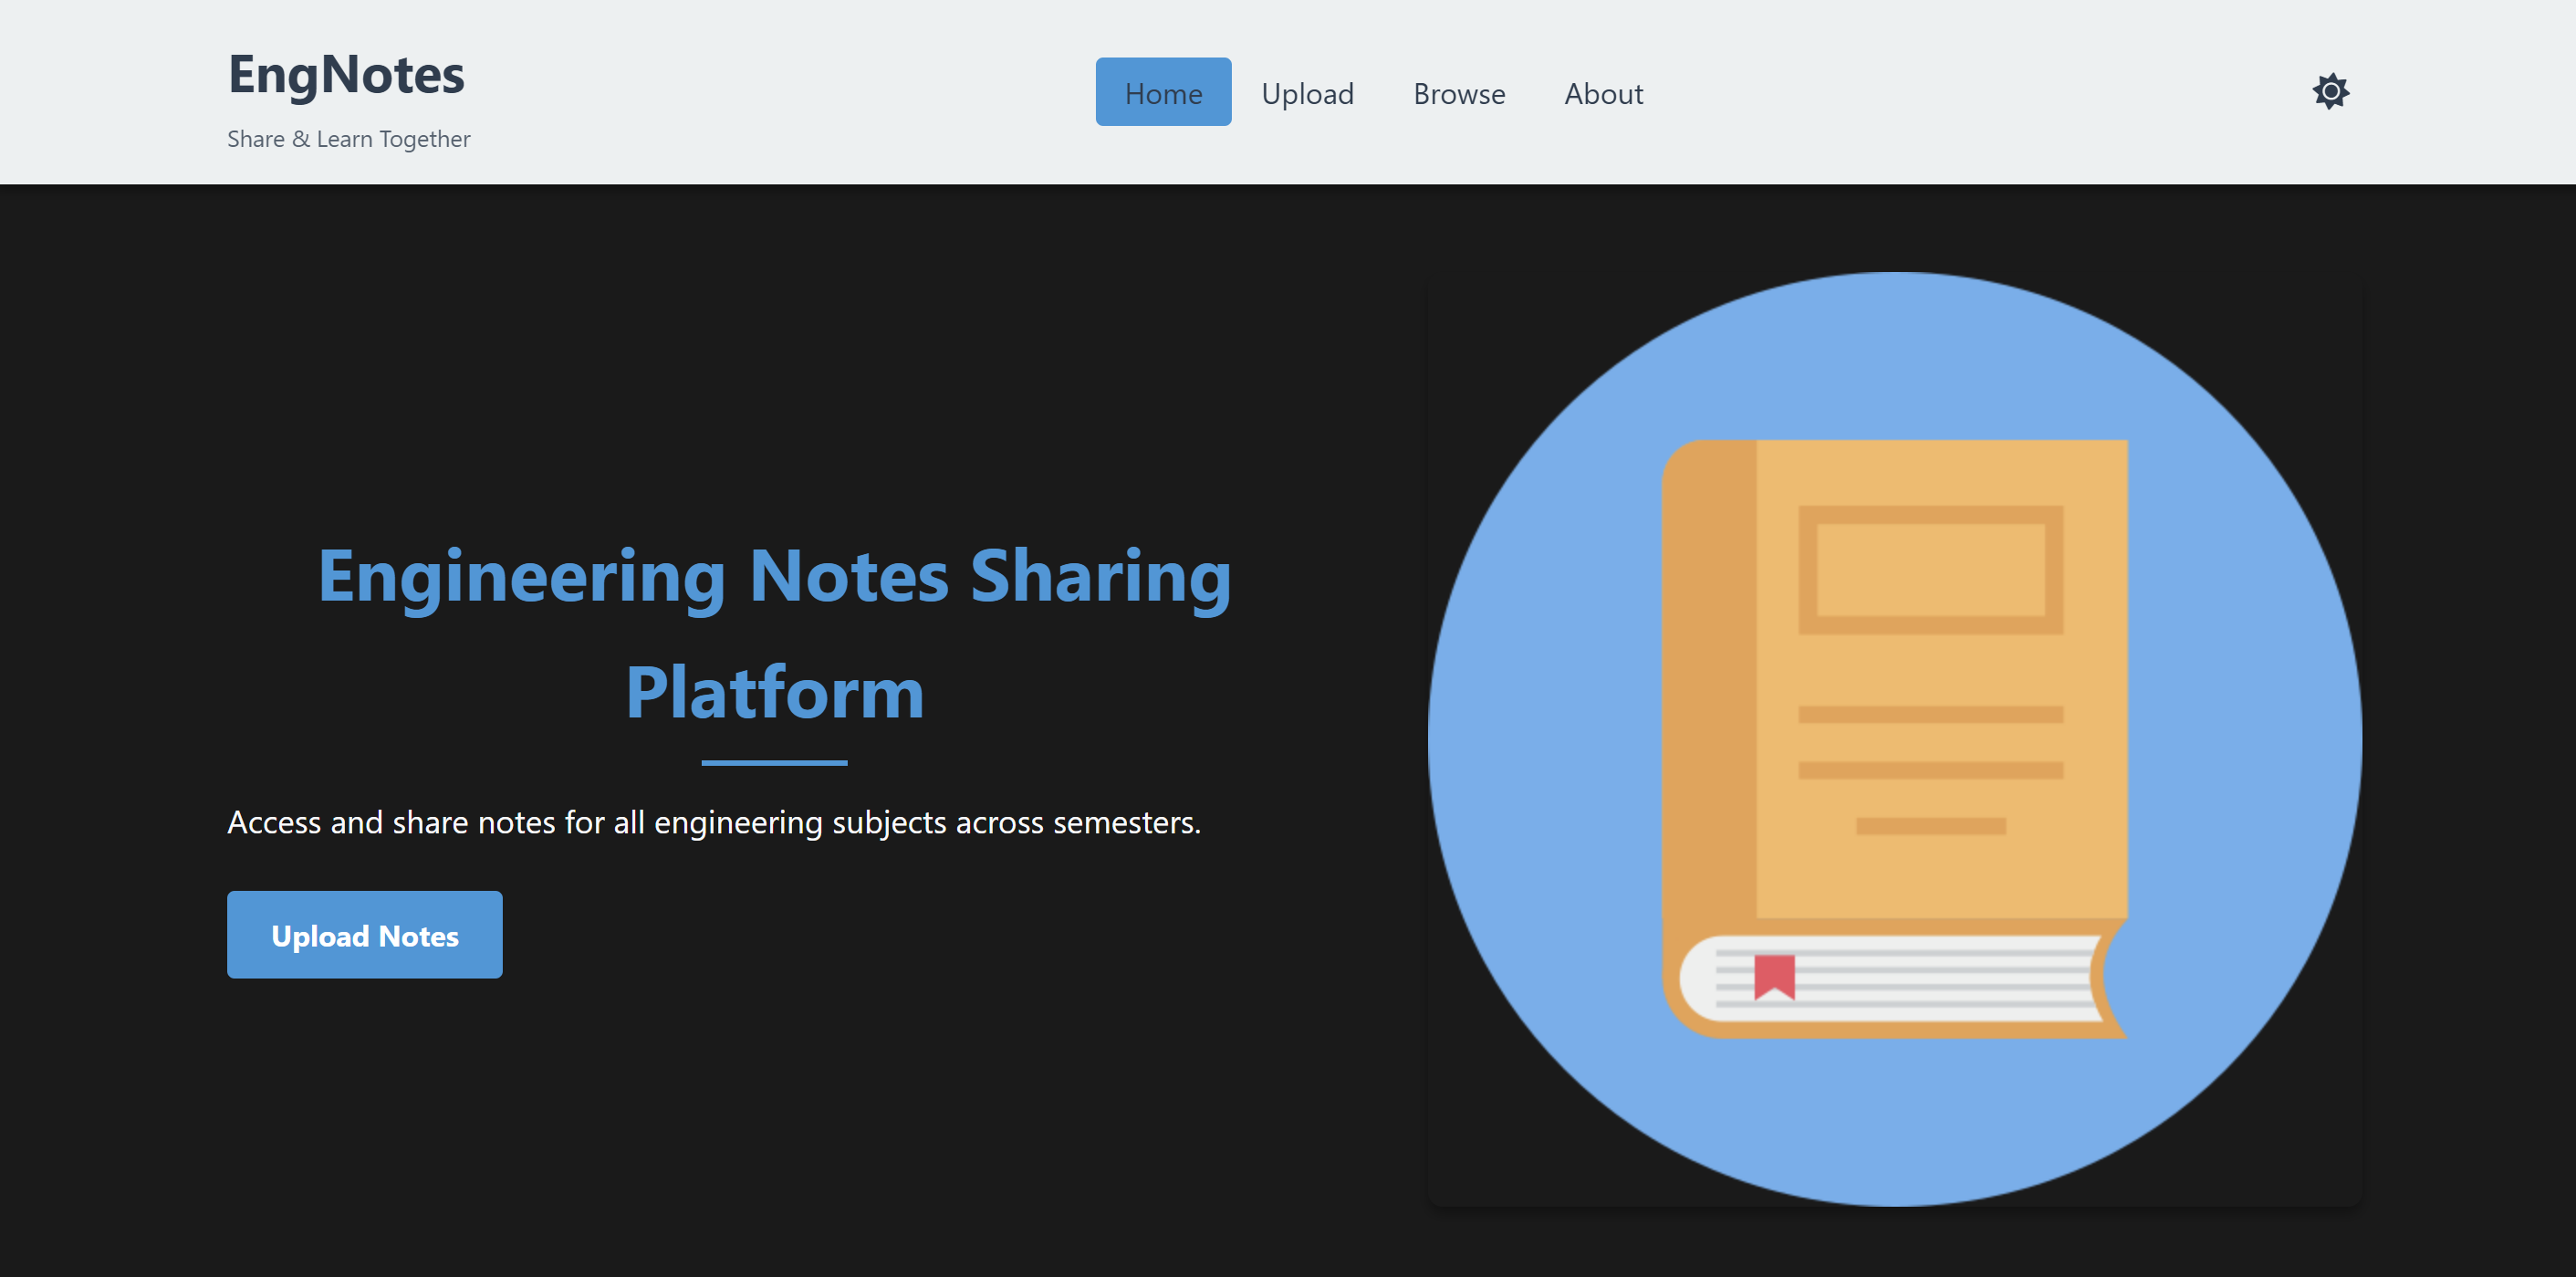 EngNotes
Share & Learn Together
Home Upload Browse About
Engineering Notes Sharing
Platform
Access and share notes for all engineering subjects across semesters.
Upload Notes